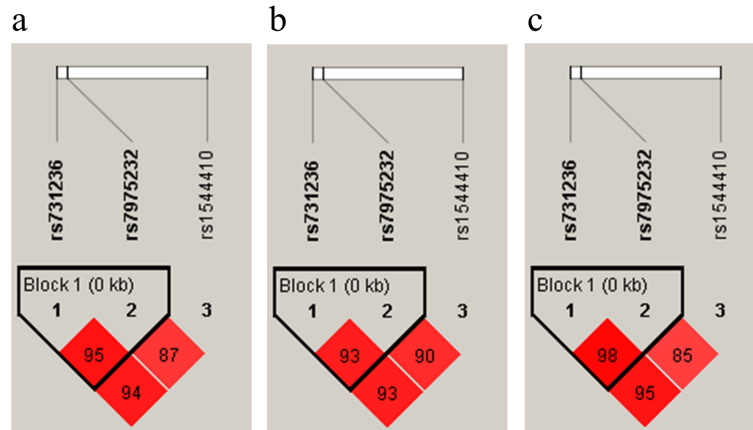 a
b
c
rs731236 rs7975232 rs1544410
rs731236 rs7975232 rs1544410
rs731236 rs7975232 rs1544410
Block 1 (0 kb)
1 2 3
95 87
94
Block 1 (0 kb)
1 2 3
93 90
93
Block 1 (0 kb)
1 2 3
98 85
95